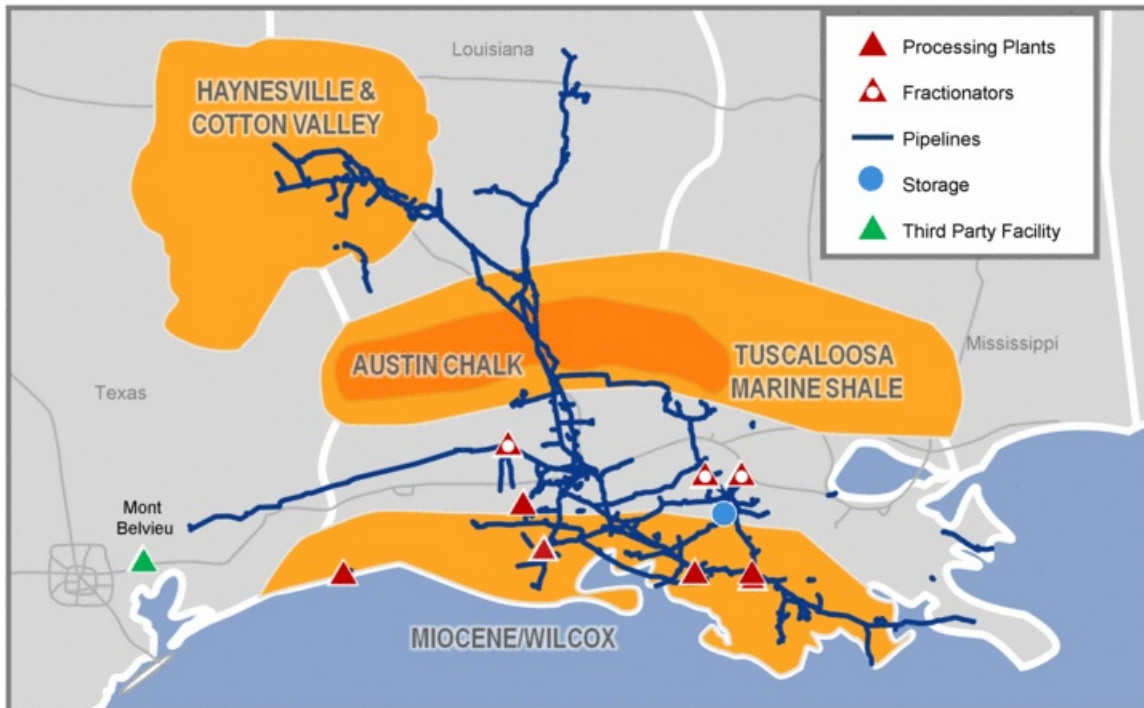 Louisiana
HAYNESVILLE &
COTTON VALLEY
Processing Plants
Fractionators
Pipelines
Storage
Third Party Facility
AUSTIN CHALK
TUSCALOOSA
MARINE SHALE
Mississippi
Texas
Mont
Belvieu
MIOCENE/WILCOX